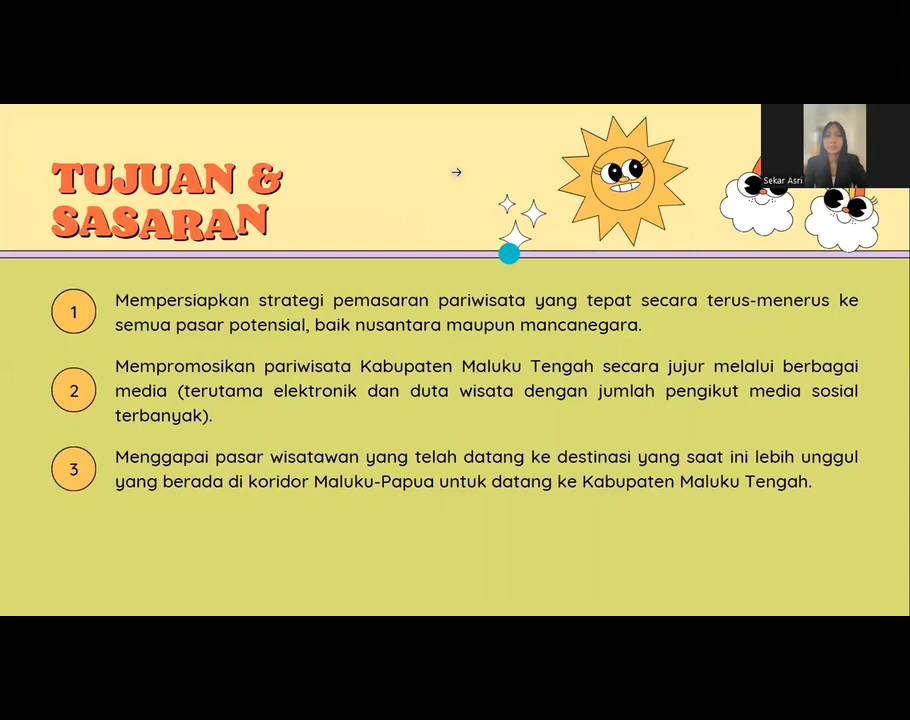 TUJUAN &
SASARAN
Sekar Asri
1
Mempersiapkan strategi pemasaran pariwisata yang tepat secara terus-menerus ke
semua pasar potensial, baik nusantara maupun mancanegara.
2
Mempromosikan pariwisata Kabupaten Maluku Tengah secara jujur melalui berbagai
media (terutama elektronik dan duta wisata dengan jumlah pengikut media sosial
terbanyak).
3
Menggapai pasar wisatawan yang telah datang ke destinasi yang saat ini lebih unggul
yang berada di koridor Maluku-Papua untuk datang ke Kabupaten Maluku Tengah.